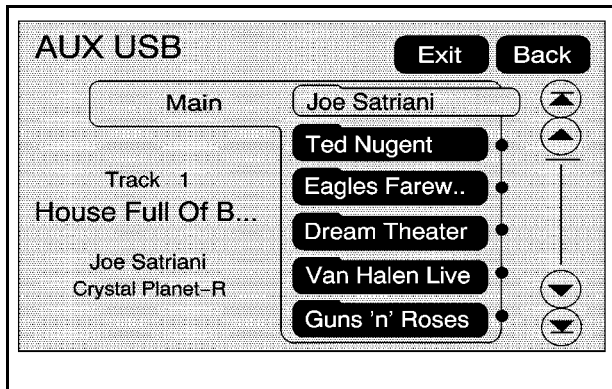 AUX USB
Exit
Back
Main
Joe Satriani
Ted Nugent
Eagles Farew..
Dream Theater
Van Halen Live
Guns 'n' Roses
Track 1
House Full Of B...
Joe Satriani
Crystal Planet-R